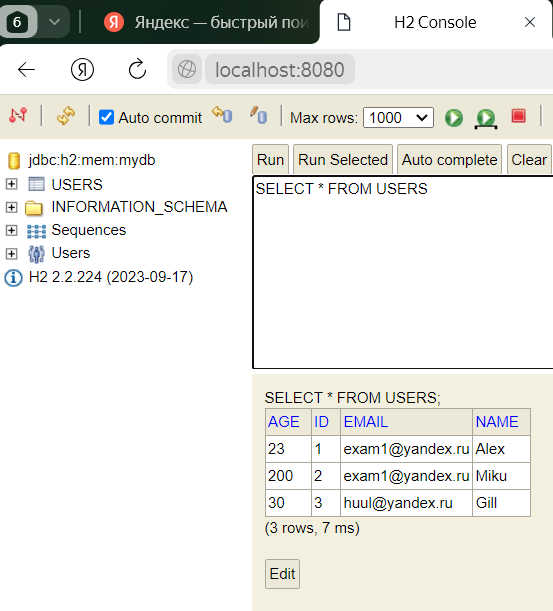 6
Яндекс — быстрый пои
H2 Console
localhost:8080
Auto commit
Max rows: 1000
jdbc:h2:mem:mydb
USERS
INFORMATION_SCHEMA
Sequences
Users
H2 2.2.224 (2023-09-17)
Run Run Selected Auto complete Clear
SELECT * FROM USERS
SELECT * FROM USERS;
AGE ID EMAIL NAME
23 1 exam1@yandex.ru Alex
200 2 exam1@yandex.ru Miku
30 3 huul@yandex.ru Gill
(3 rows, 7 ms)
Edit